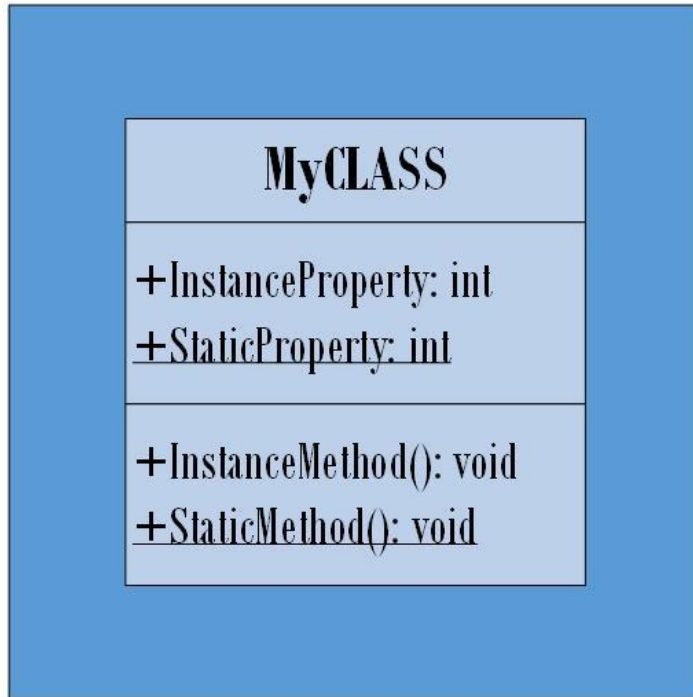 MyCLASS
+InstanceProperty: int
+StaticProperty: int
+InstanceMethod(): void
+StaticMethod(): void